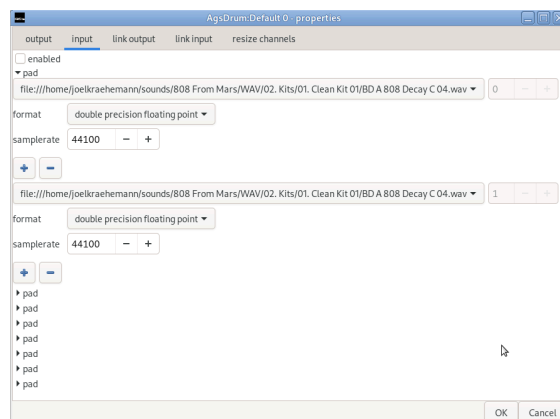 AgsDrum:Default 0 - properties
output input link output link input resize channels
enabled
pad
file:///home/joelkraehemann/sounds/808 From Mars/WAV/02. Kits/01. Clean Kit 01/BD A 808 Decay C 04.wav 0 − +
format double precision floating point
samplerate 44100 − +
+ −
file:///home/joelkraehemann/sounds/808 From Mars/WAV/02. Kits/01. Clean Kit 01/BD A 808 Decay C 04.wav 1 − +
format double precision floating point
samplerate 44100 − +
+ −
pad
pad
pad
pad
pad
pad
pad
OK Cancel